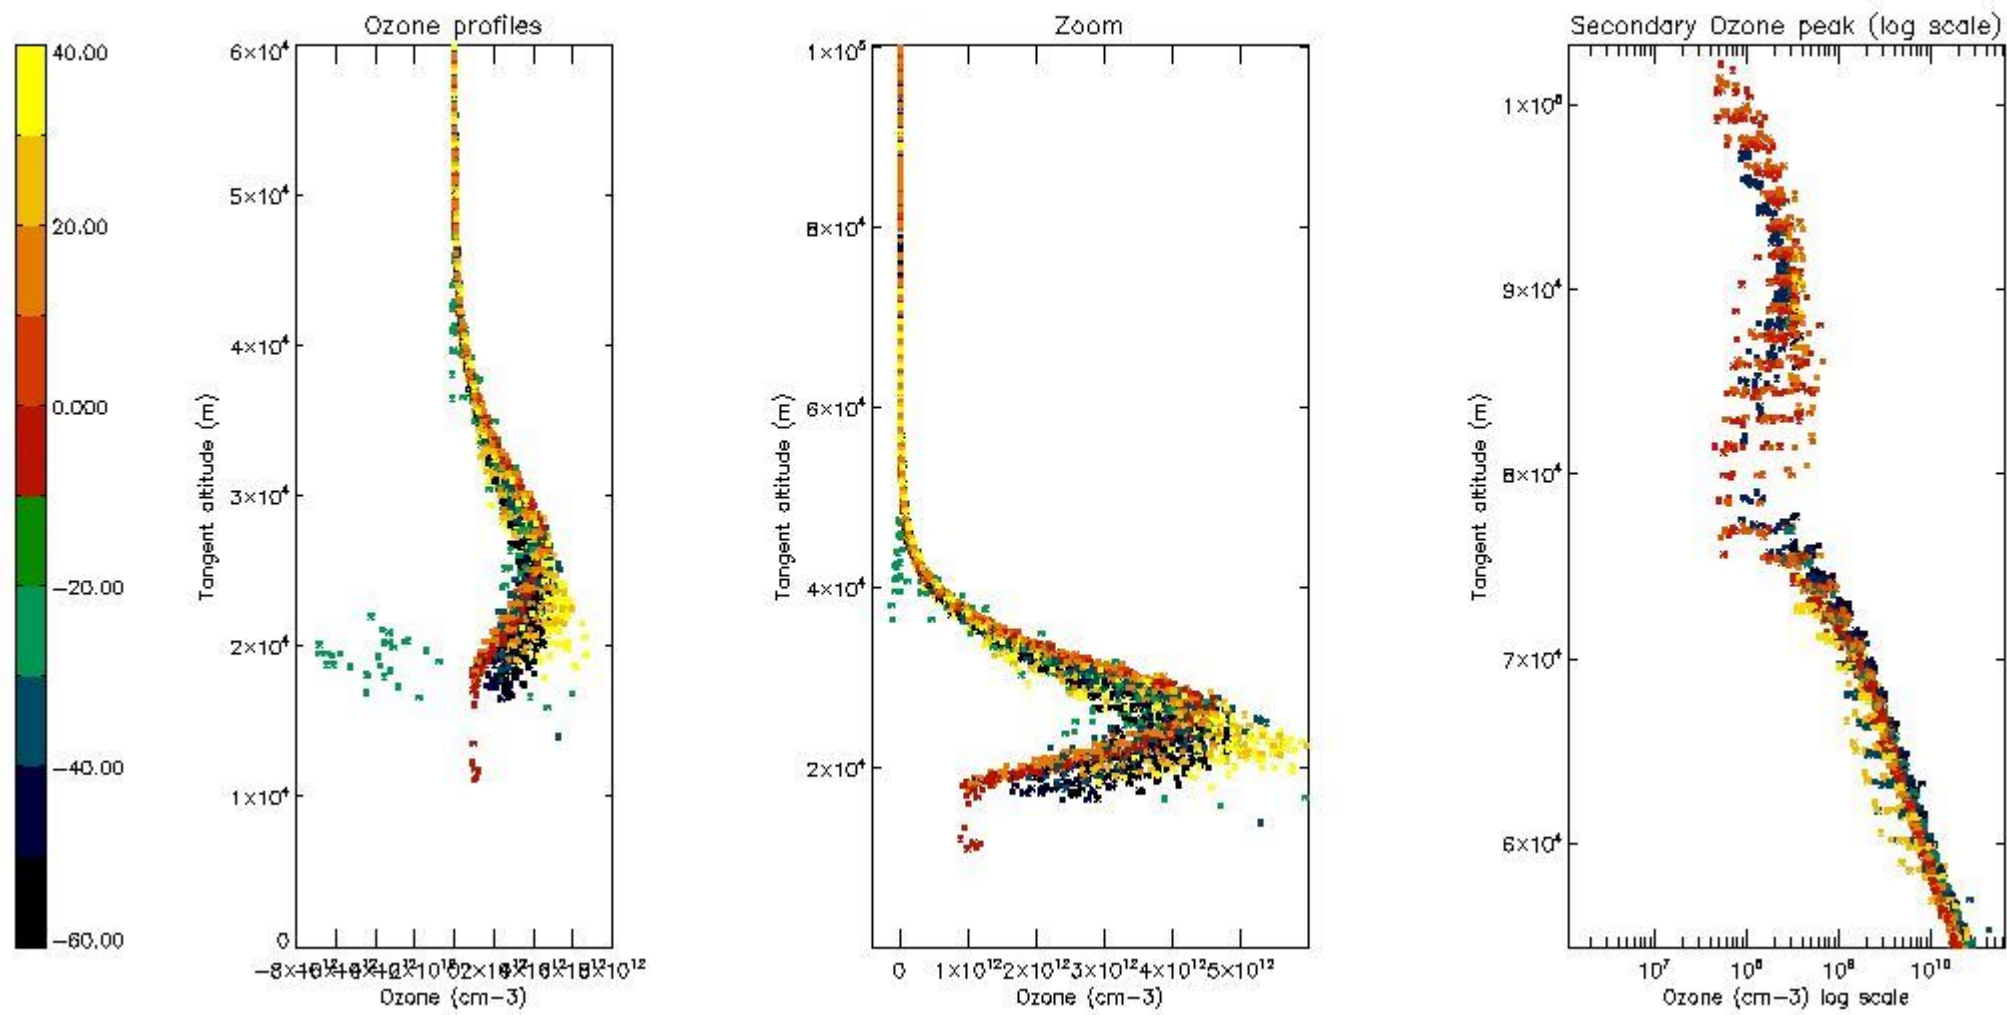 Ozone profiles
Zoom
Secondary Ozone peak (log scale)
40.00
20.00
0.000
−20.00
−40.00
−60.00
6×10⁴
5×10⁴
4×10⁴
3×10⁴
2×10⁴
1×10⁴
0
Tangent altitude (m)
Ozone (cm−3)
1×10⁵
8×10⁴
6×10⁴
4×10⁴
2×10⁴
Tangent altitude (m)
0 1×10¹² 2×10¹² 3×10¹² 4×10¹² 5×10¹²
Ozone (cm−3)
9×10⁴
8×10⁴
7×10⁴
6×10⁴
Tangent altitude (m)
10⁷ 10⁸ 10⁹ 10¹⁰
Ozone (cm−3) log scale